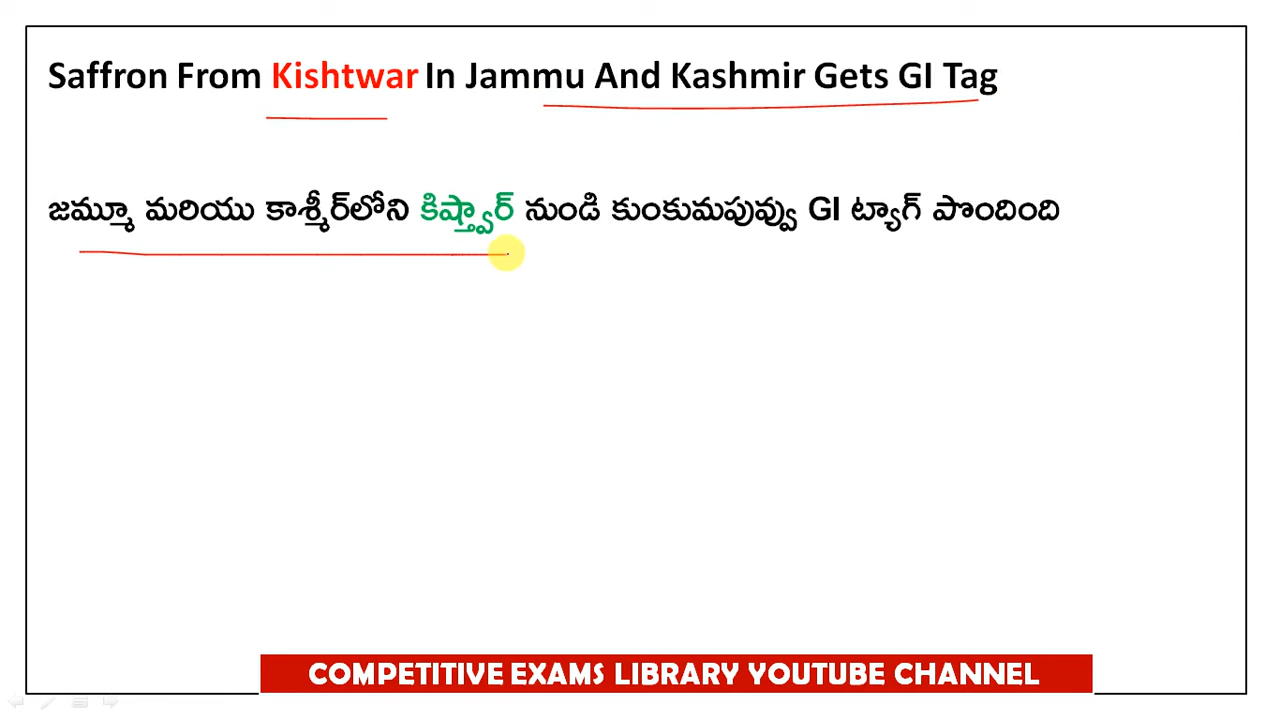 Saffron From Kishtwar In Jammu And Kashmir Gets GI Tag
జమ్మూ మరియు కాశ్మీర్‌లోని కిష్త్వార్ నుండి కుంకుమపువ్వు GI ట్యాగ్ పొందింది
COMPETITIVE EXAMS LIBRARY YOUTUBE CHANNEL